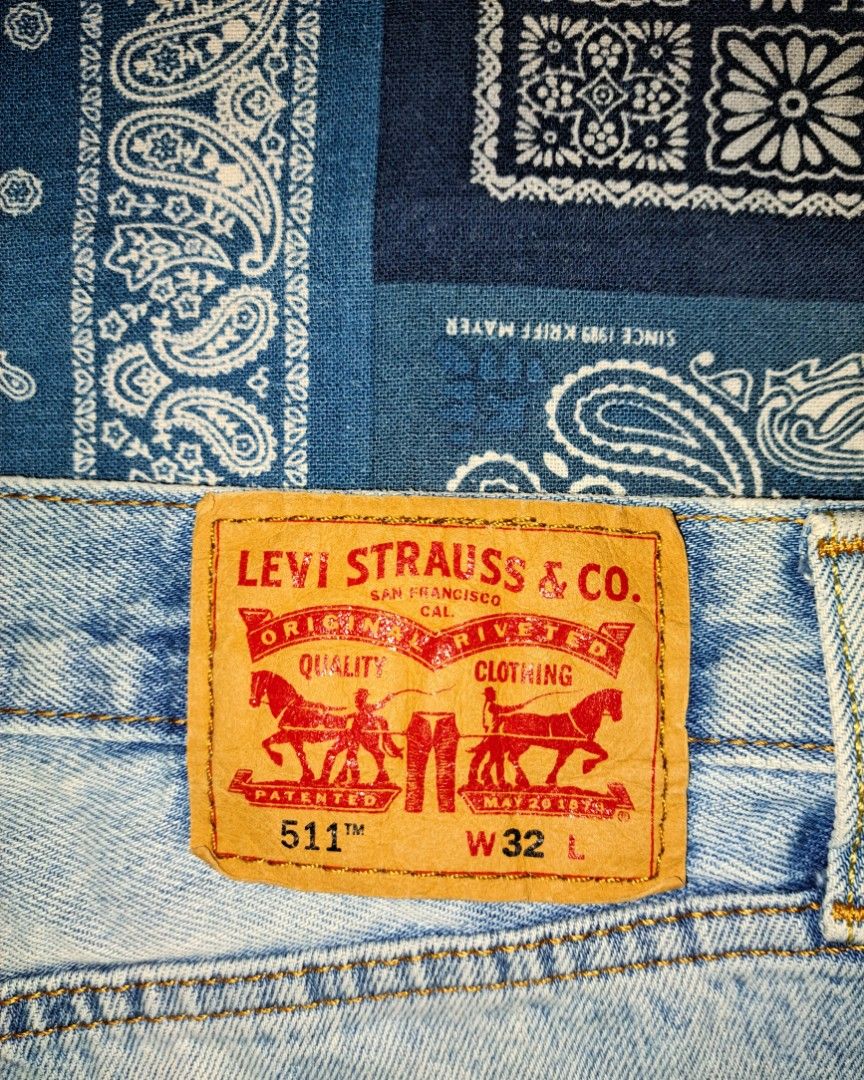 SINCE 1989 KRIFF MAYER
LEVI STRAUSS & CO.
SAN FRANCISCO
CAL.
ORIGINAL RIVETED
QUALITY CLOTHING
PATENTED MAY 20 1873
®
511™ W 32 L